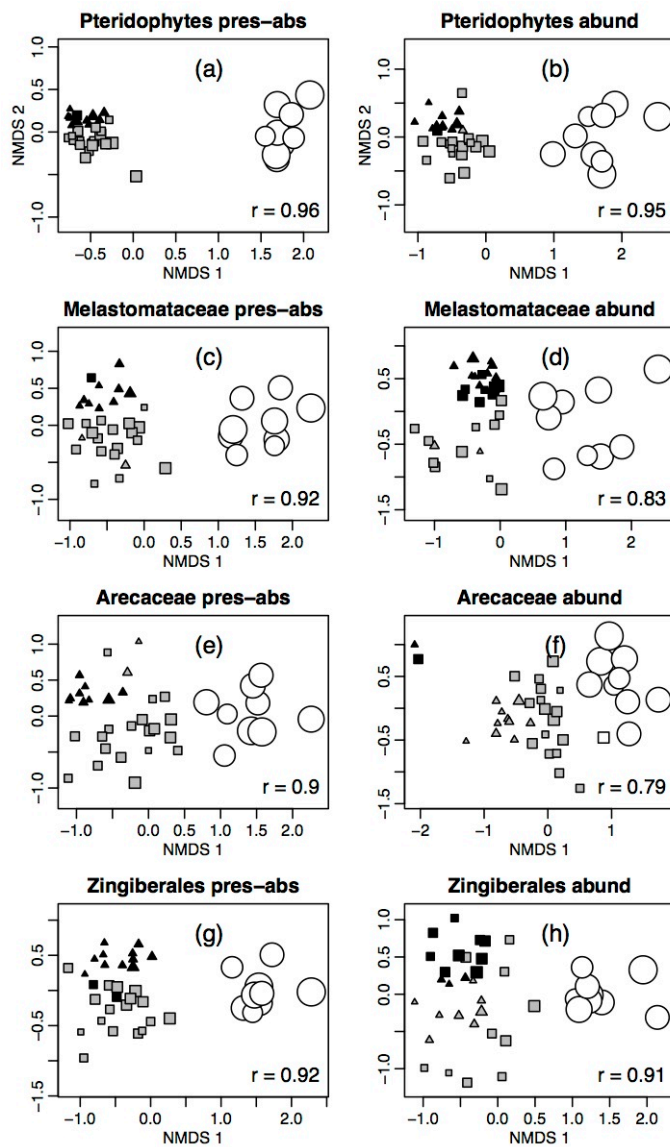 Pteridophytes pres−abs
(a)
NMDS 2
1.0
0.5
0.0
−1.0
r = 0.96
−0.5 0.0 0.5 1.0 1.5 2.0
NMDS 1
Pteridophytes abund
(b)
1.0
0.0
−1.0
r = 0.95
−1 0 1 2
NMDS 1
Melastomataceae pres−abs
(c)
1.0
0.5
0.0
−1.0
r = 0.92
−1.0 0.0 0.5 1.0 1.5 2.0
NMDS 1
Melastomataceae abund
(d)
0.5
−0.5
−1.5
r = 0.83
−1 0 1 2
NMDS 1
Arecaceae pres−abs
(e)
1.0
0.5
0.0
−1.0
r = 0.9
−1.0 0.0 0.5 1.0 1.5 2.0
NMDS 1
Arecaceae abund
(f)
0.5
−0.5
−1.5
r = 0.79
−2 −1 0 1
NMDS 1
Zingiberales pres−abs
(g)
0.5
−0.5
−1.5
r = 0.92
−1.0 0.0 0.5 1.0 1.5 2.0 2.5
NMDS 1
Zingiberales abund
(h)
1.0
0.0
−1.0
r = 0.91
−1.0 0.0 0.5 1.0 1.5 2.0
NMDS 1